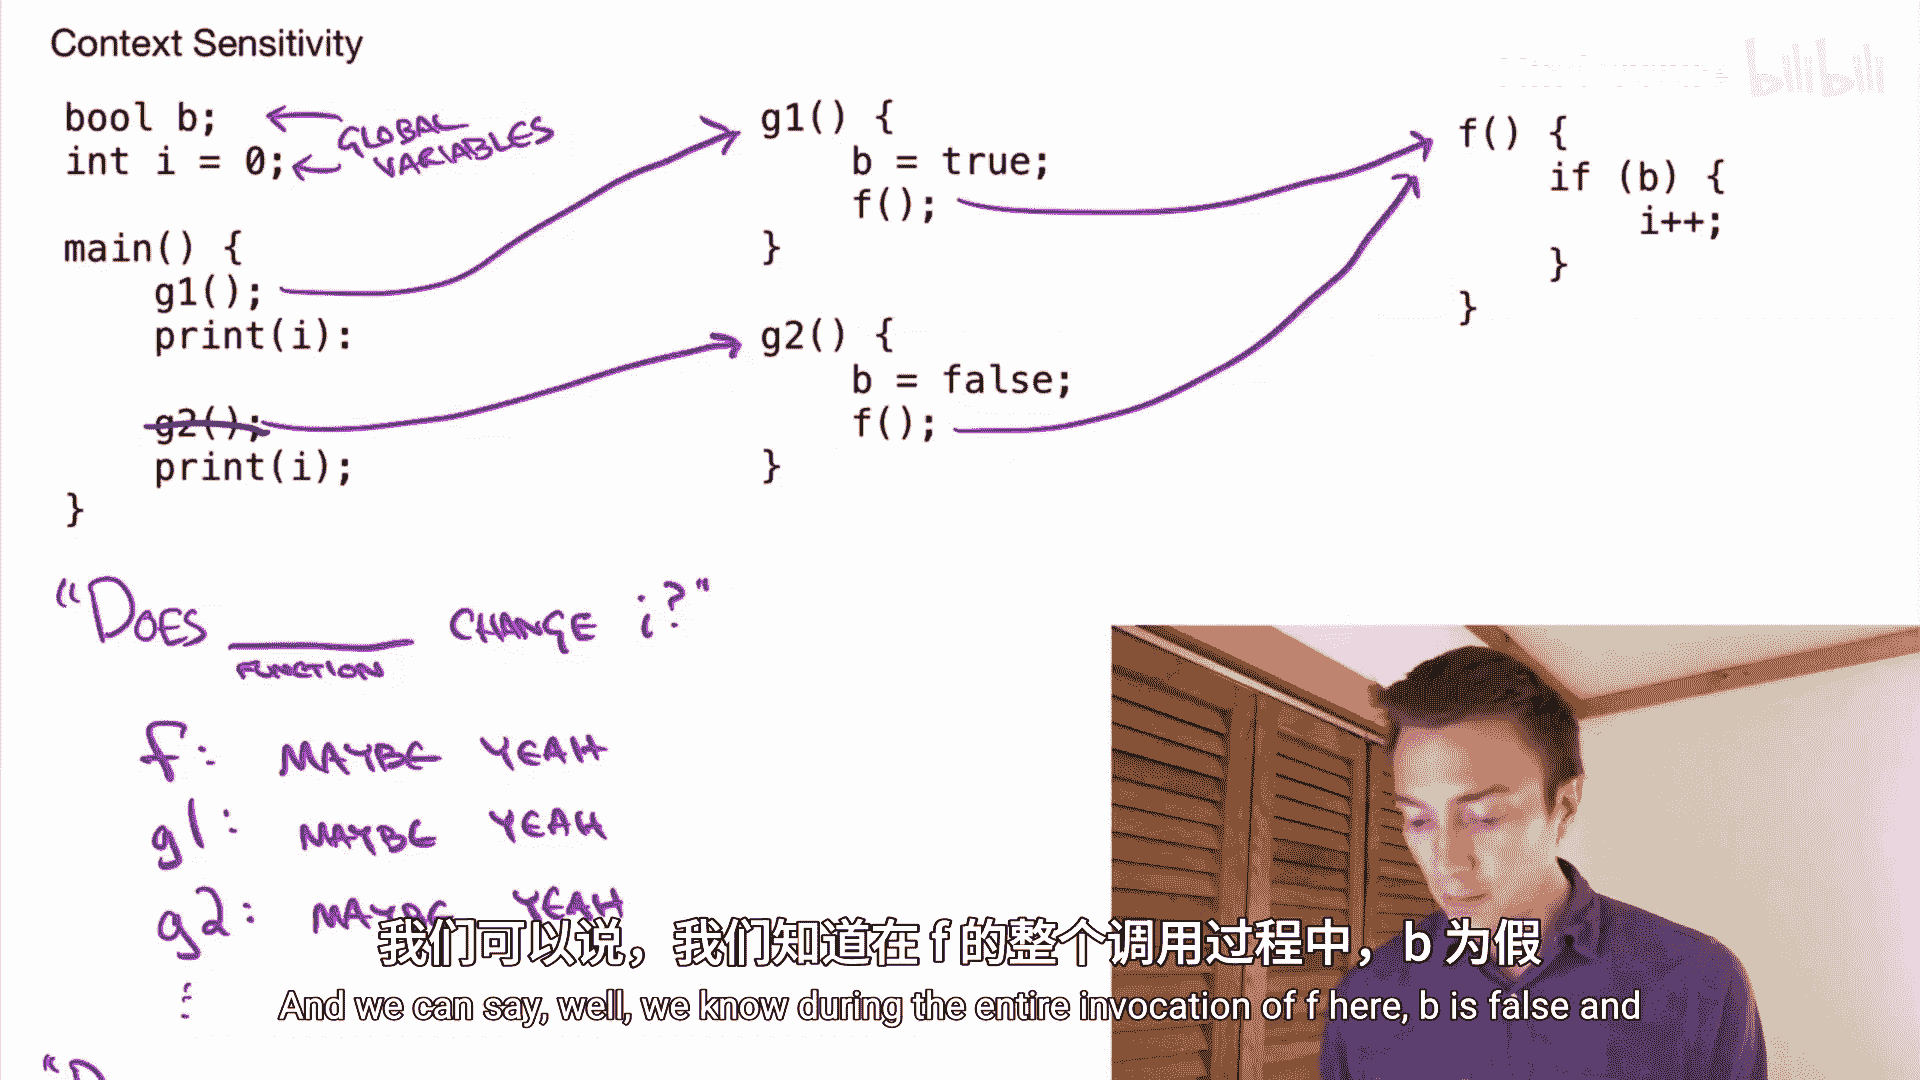 Context Sensitivity
bilibili
bool b;
int i = 0;
GLOBAL
VARIABLES
main() {
g1();
print(i):
g2();
print(i);
}
g1() {
b = true;
f();
}
g2() {
b = false;
f();
}
f() {
if (b) {
i++;
}
}
"DOES ______ CHANGE i?"
FUNCTION
f: MAYBE YEAH
g1: MAYBE YEAH
g2: MAYBE YEAH
我们可以说，我们知道在 f 的整个调用过程中，b 为假
And we can say, well, we know during the entire invocation of f here, b is false and